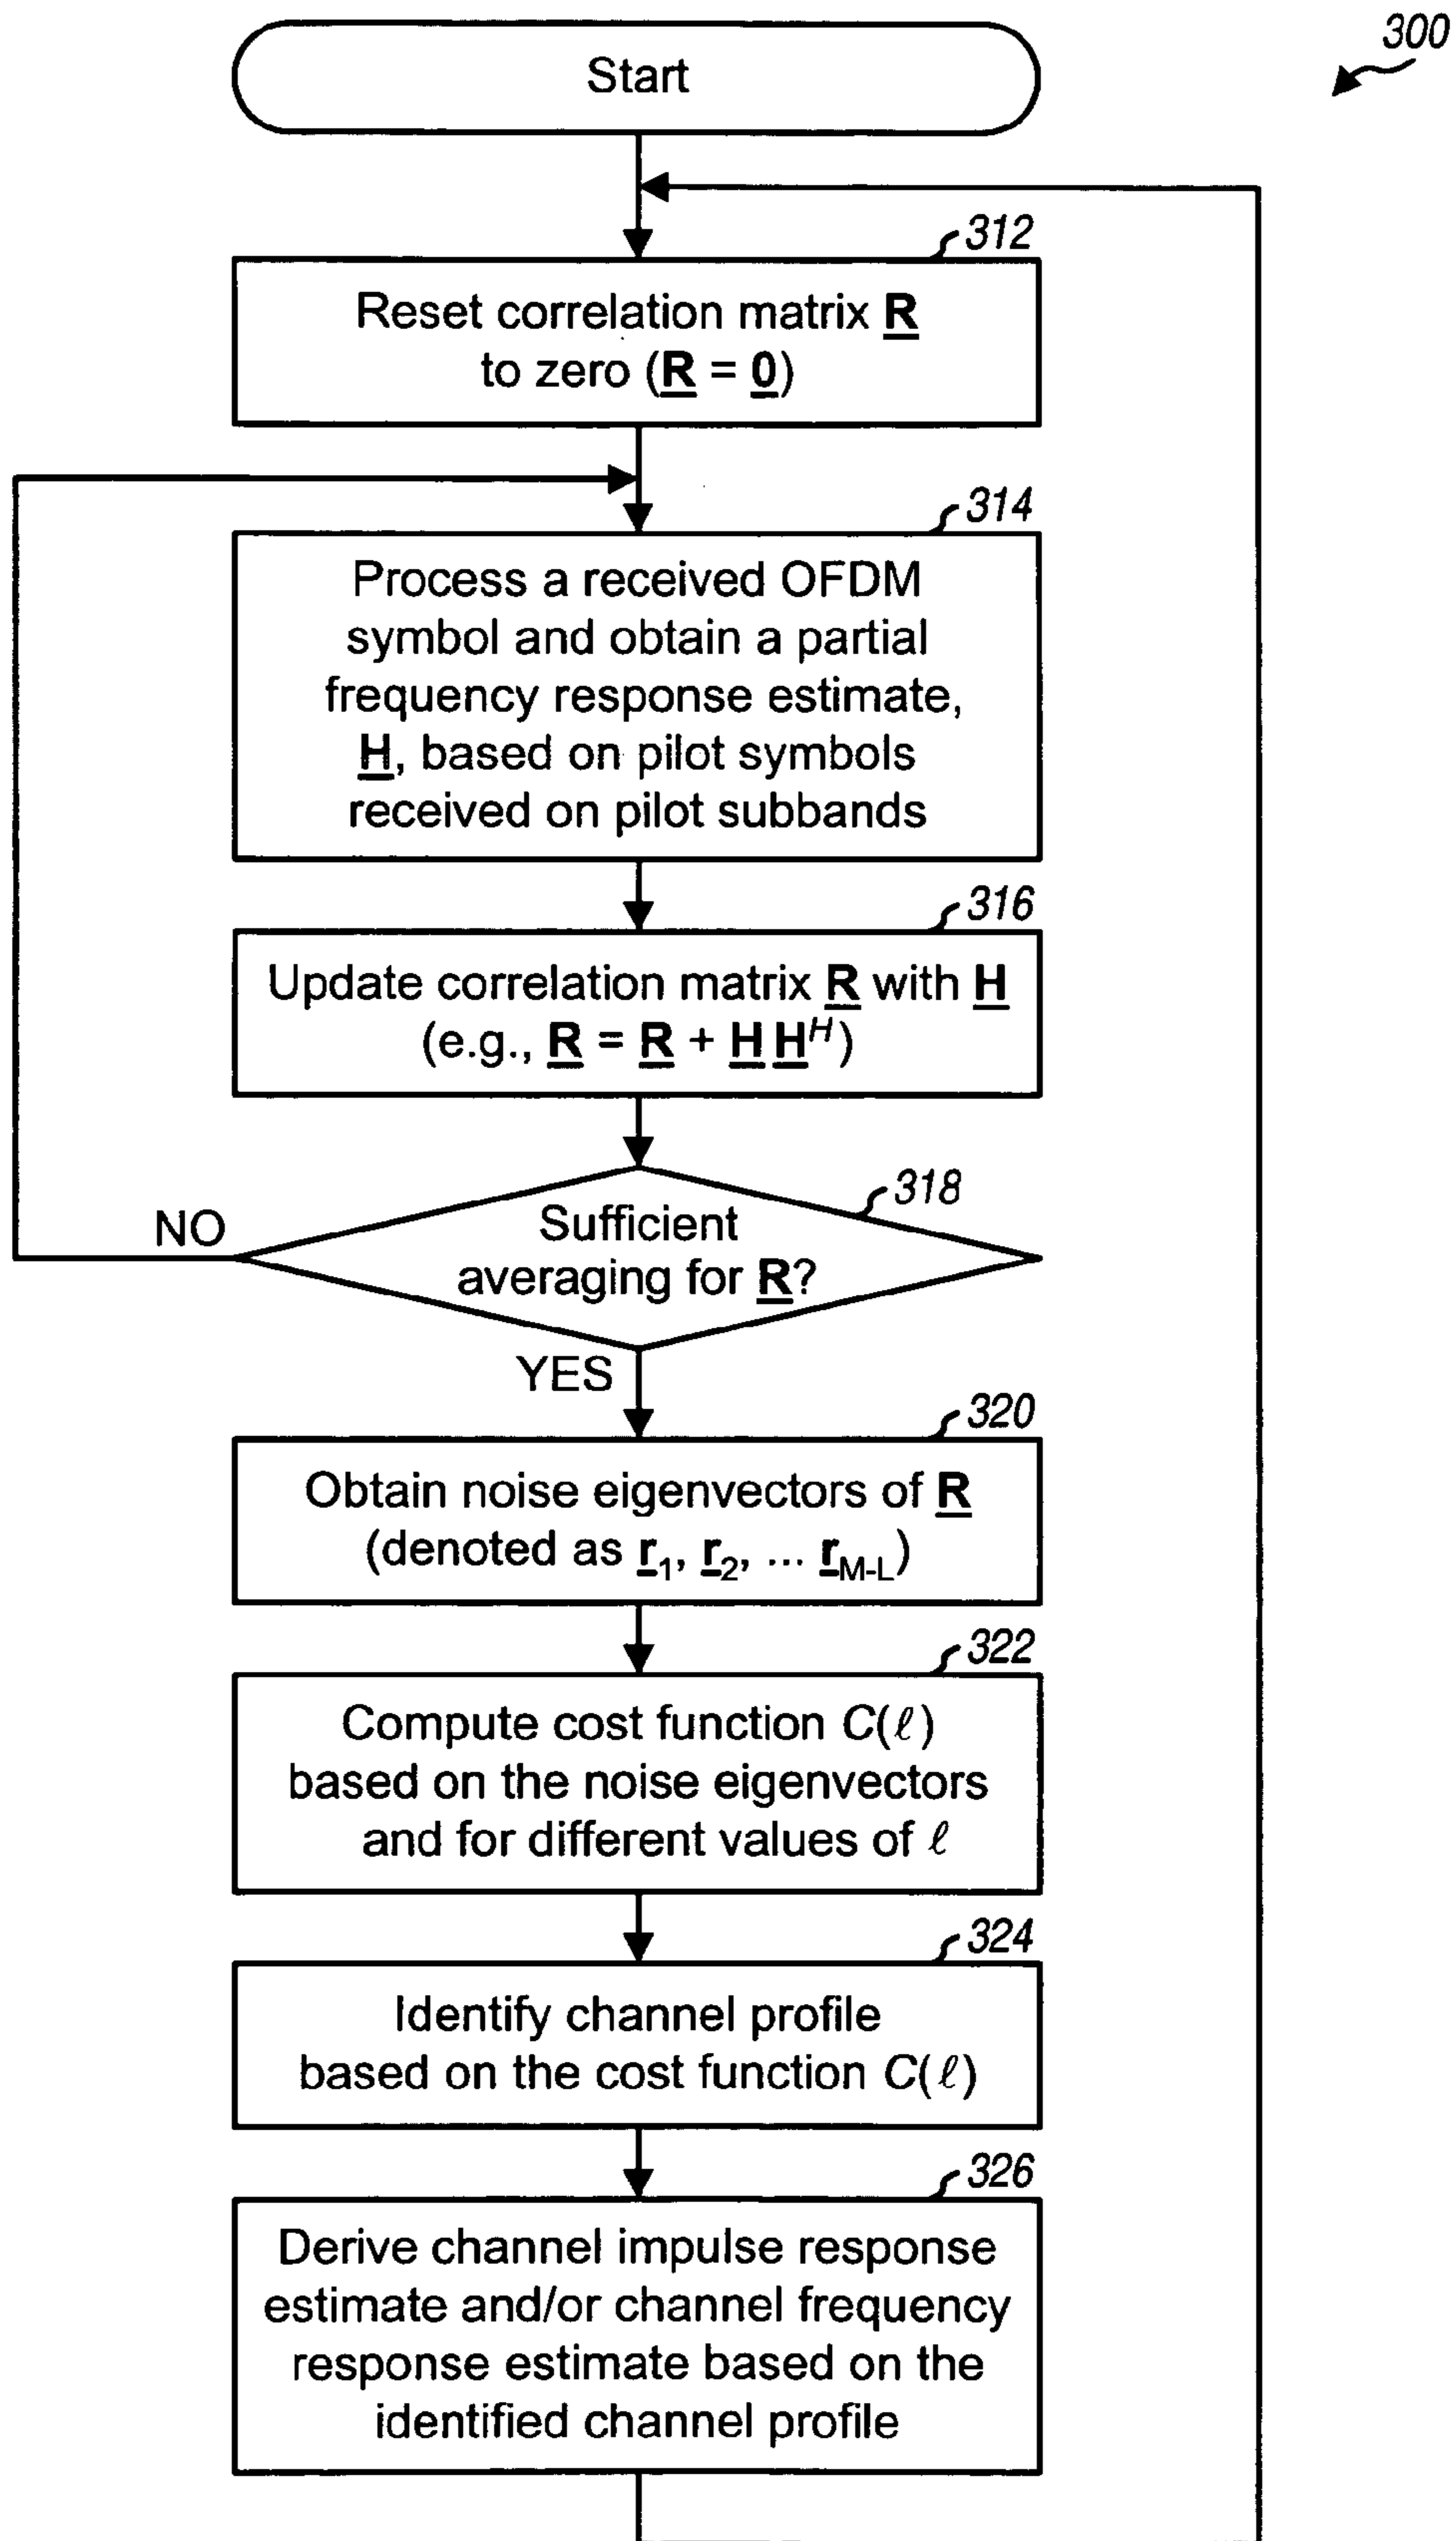 300
Start
312
Reset correlation matrix R
to zero (R = 0)
314
Process a received OFDM
symbol and obtain a partial
frequency response estimate,
H, based on pilot symbols
received on pilot subbands
316
Update correlation matrix R with H
(e.g., R = R + H Hᴴ)
318
Sufficient
averaging for R?
NO
YES
320
Obtain noise eigenvectors of R
(denoted as r₁, r₂, ... r_M-L)
322
Compute cost function C(ℓ)
based on the noise eigenvectors
and for different values of ℓ
324
Identify channel profile
based on the cost function C(ℓ)
326
Derive channel impulse response
estimate and/or channel frequency
response estimate based on the
identified channel profile